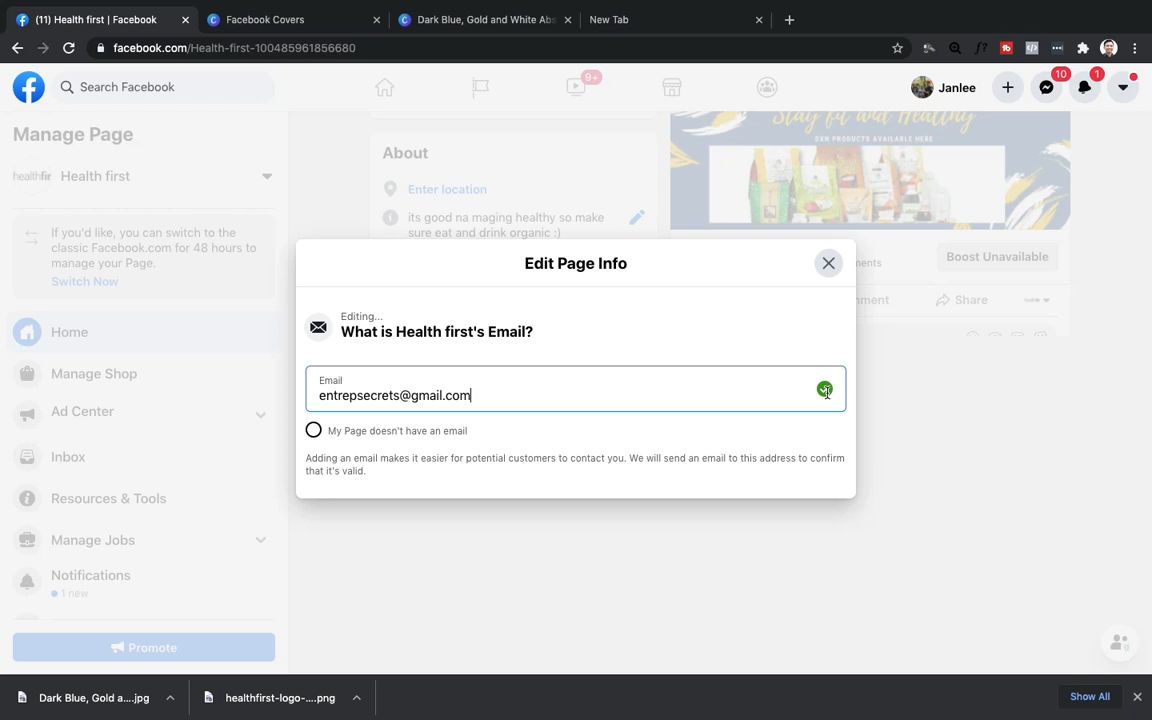 (11) Health first | Facebook
Facebook Covers
Dark Blue, Gold and White Abs
New Tab
facebook.com/Health-first-100485961856680
Search Facebook
9+
Janlee
10
1
Manage Page
Health first
If you'd like, you can switch to the
classic Facebook.com for 48 hours to
manage your Page.
Switch Now
Home
Manage Shop
Ad Center
Inbox
Resources & Tools
Manage Jobs
Notifications
1 new
Promote
About
Enter location
its good na maging healthy so make
sure eat and drink organic :)
Stay fit and Healthy
DXN PRODUCTS AVAILABLE HERE
Boost Unavailable
Share
Edit Page Info
Editing...
What is Health first's Email?
Email
entrepsecrets@gmail.com
My Page doesn't have an email
Adding an email makes it easier for potential customers to contact you. We will send an email to this address to confirm
that it's valid.
Dark Blue, Gold a....jpg
healthfirst-logo-....png
Show All